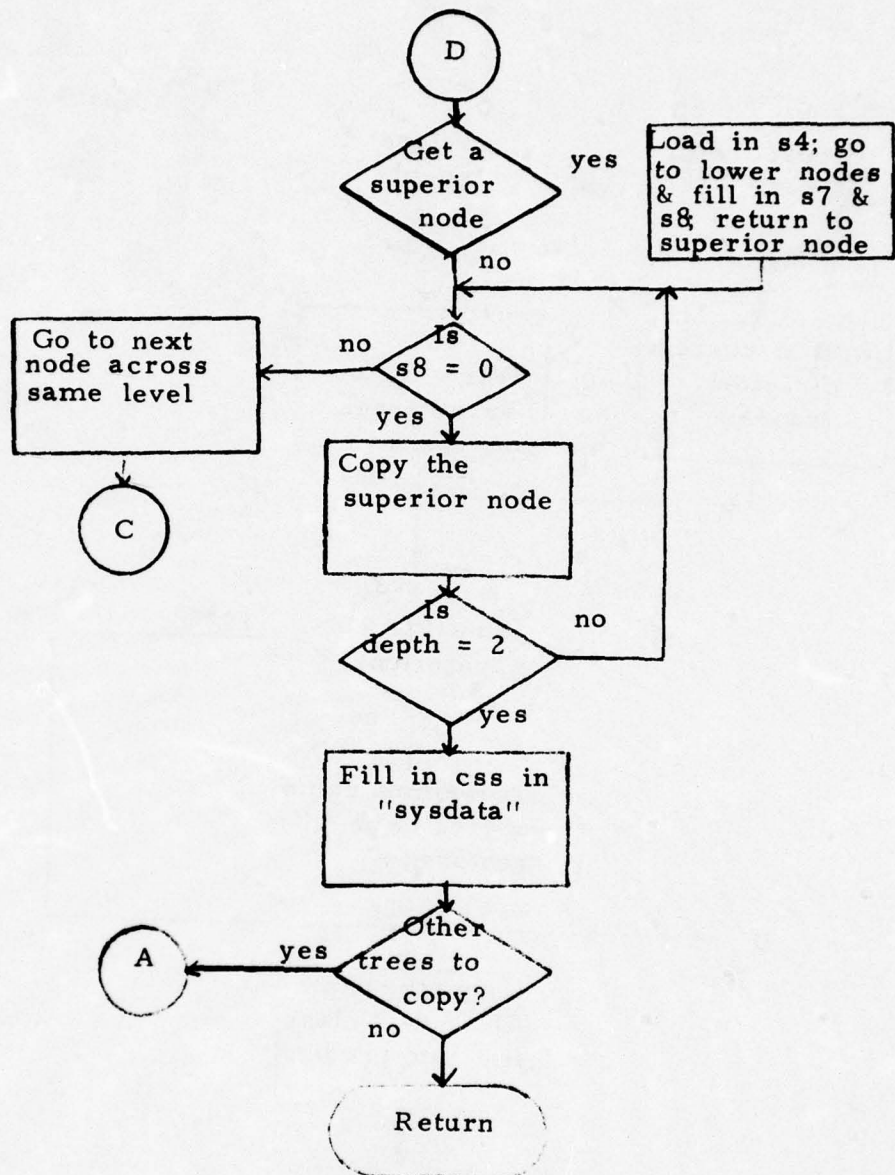 D
Get a
superior
node
yes
no
Load in s4; go
to lower nodes
& fill in s7 &
s8; return to
superior node
Is
s8 = 0
no
yes
Go to next
node across
same level
C
Copy the
superior node
Is
depth = 2
no
yes
Fill in css in
"sysdata"
Other
trees to
copy?
yes
no
A
Return